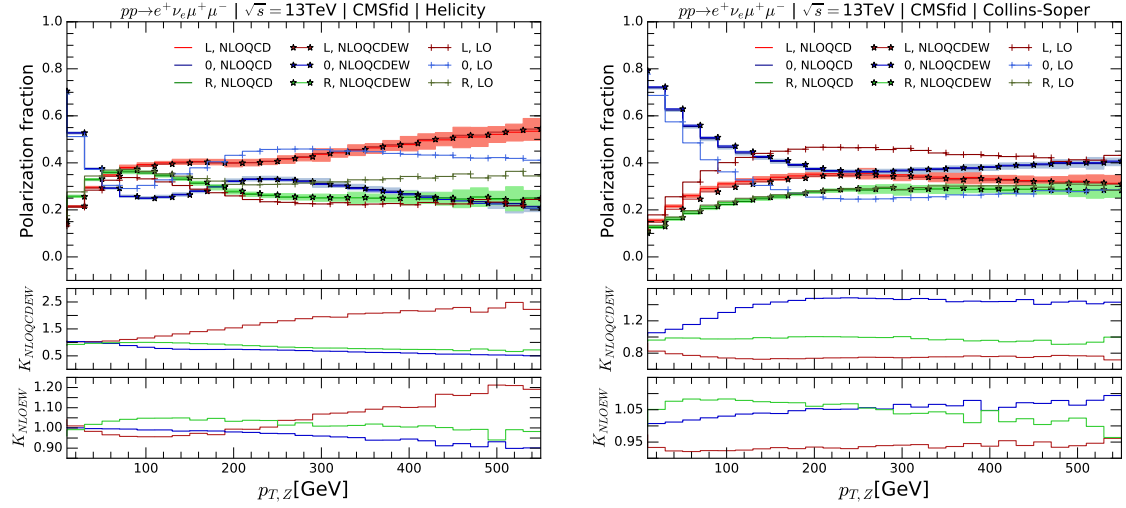 pp→e⁺νₑμ⁺μ⁻ | √s = 13TeV | CMSfid | Helicity
L, NLOQCD L, NLOQCDEW L, LO
0, NLOQCD 0, NLOQCDEW 0, LO
R, NLOQCD R, NLOQCDEW R, LO
Polarization fraction
1.0
0.8
0.6
0.4
0.2
0.0
K_NLOQCDEW
2.5
1.5
0.5
K_NLOEW
1.20
1.10
1.00
0.90
100 200 300 400 500
p_T,Z[GeV]
pp→e⁺νₑμ⁺μ⁻ | √s = 13TeV | CMSfid | Collins-Soper
L, NLOQCD L, NLOQCDEW L, LO
0, NLOQCD 0, NLOQCDEW 0, LO
R, NLOQCD R, NLOQCDEW R, LO
Polarization fraction
1.0
0.8
0.6
0.4
0.2
0.0
K_NLOQCDEW
1.2
0.8
K_NLOEW
1.05
0.95
100 200 300 400 500
p_T,Z[GeV]